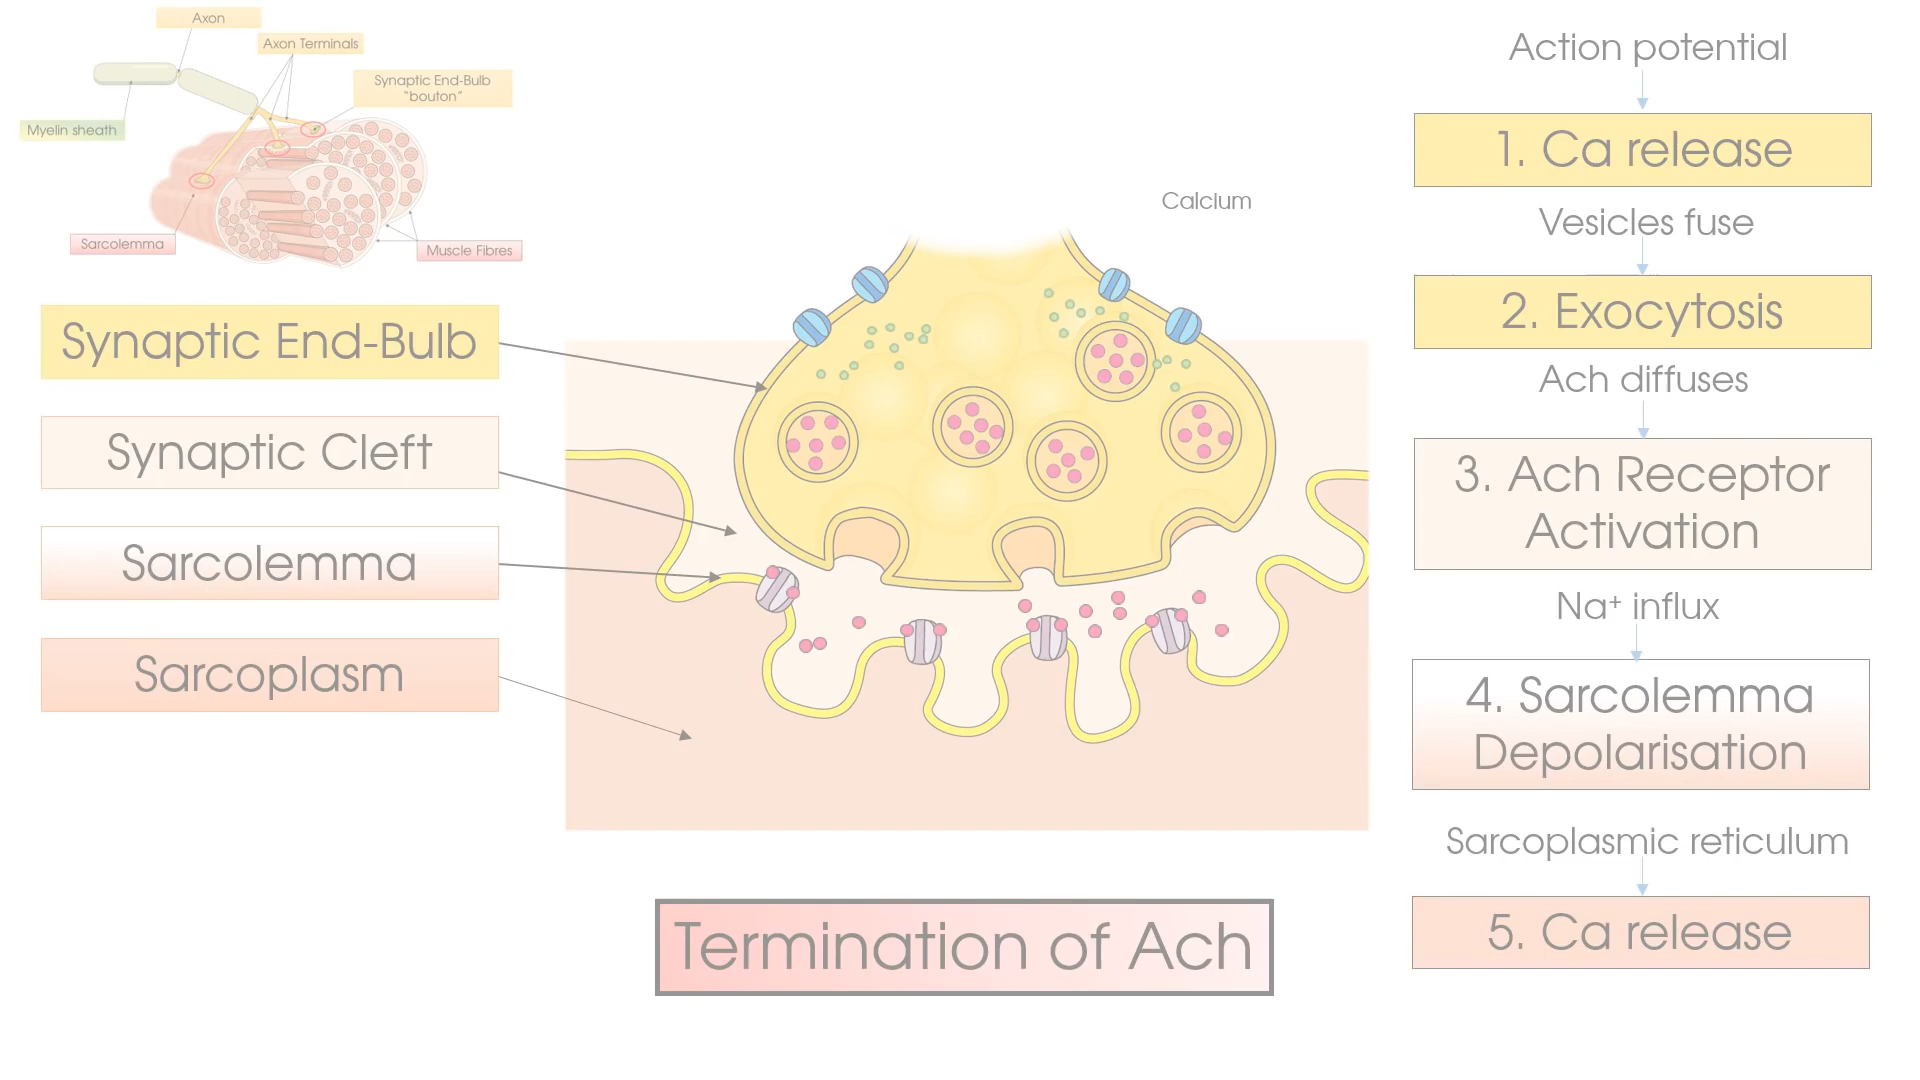 Axon
Axon Terminals
Synaptic End-Bulb
"bouton"
Myelin sheath
Sarcolemma
Muscle Fibres
Synaptic End-Bulb
Synaptic Cleft
Sarcolemma
Sarcoplasm
Calcium
Termination of Ach
Action potential
1. Ca release
Vesicles fuse
2. Exocytosis
Ach diffuses
3. Ach Receptor
Activation
Na⁺ influx
4. Sarcolemma
Depolarisation
Sarcoplasmic reticulum
5. Ca release